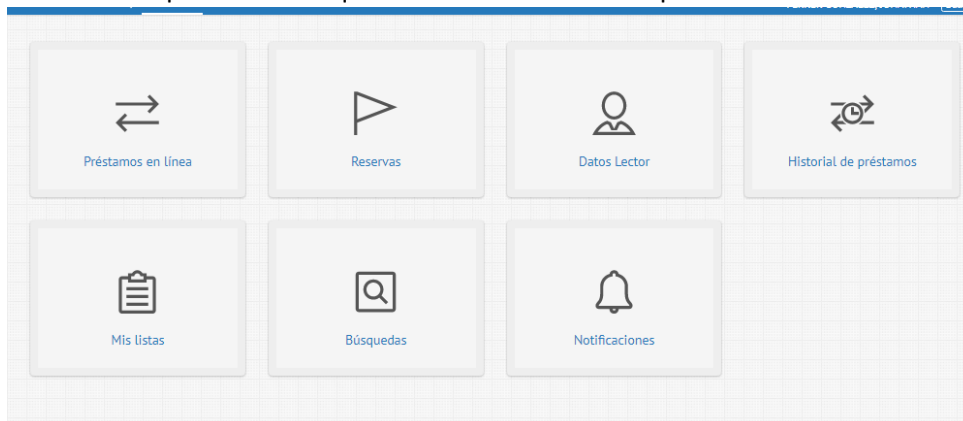 Préstamos en línea
Reservas
Datos Lector
Historial de préstamos
Mis listas
Búsquedas
Notificaciones